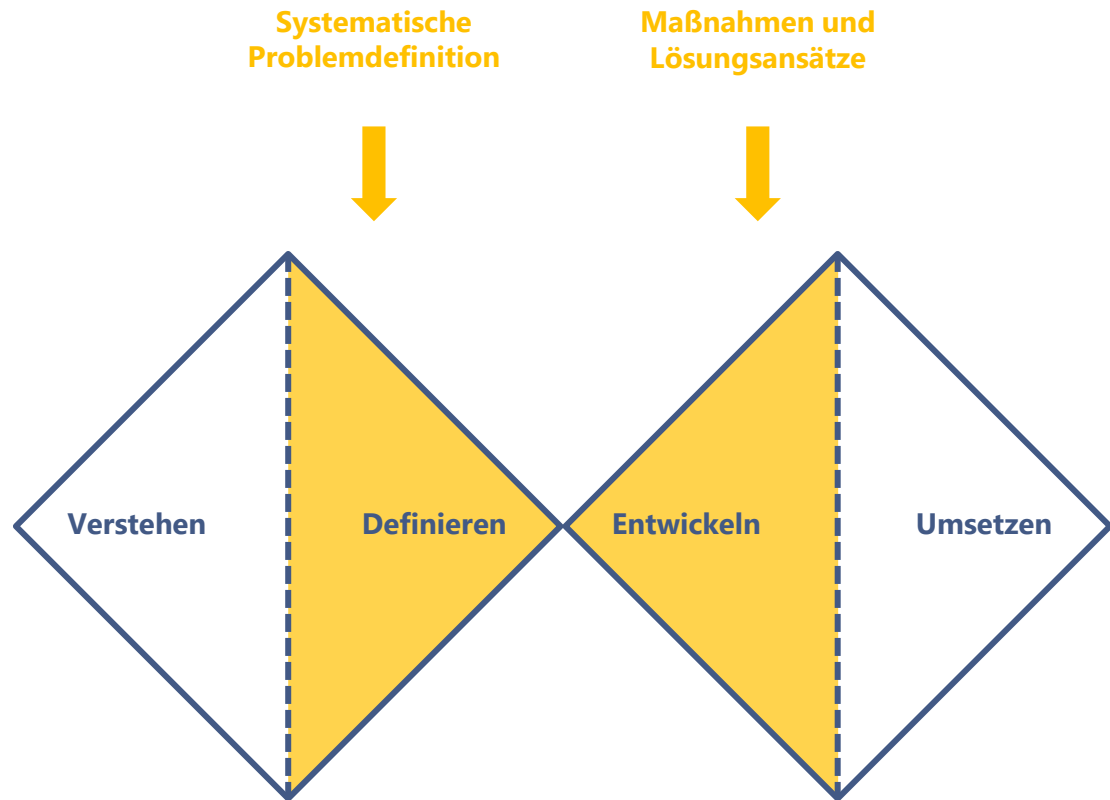 Systematische
Problemdefinition
Maßnahmen und
Lösungsansätze
Verstehen
Definieren
Entwickeln
Umsetzen